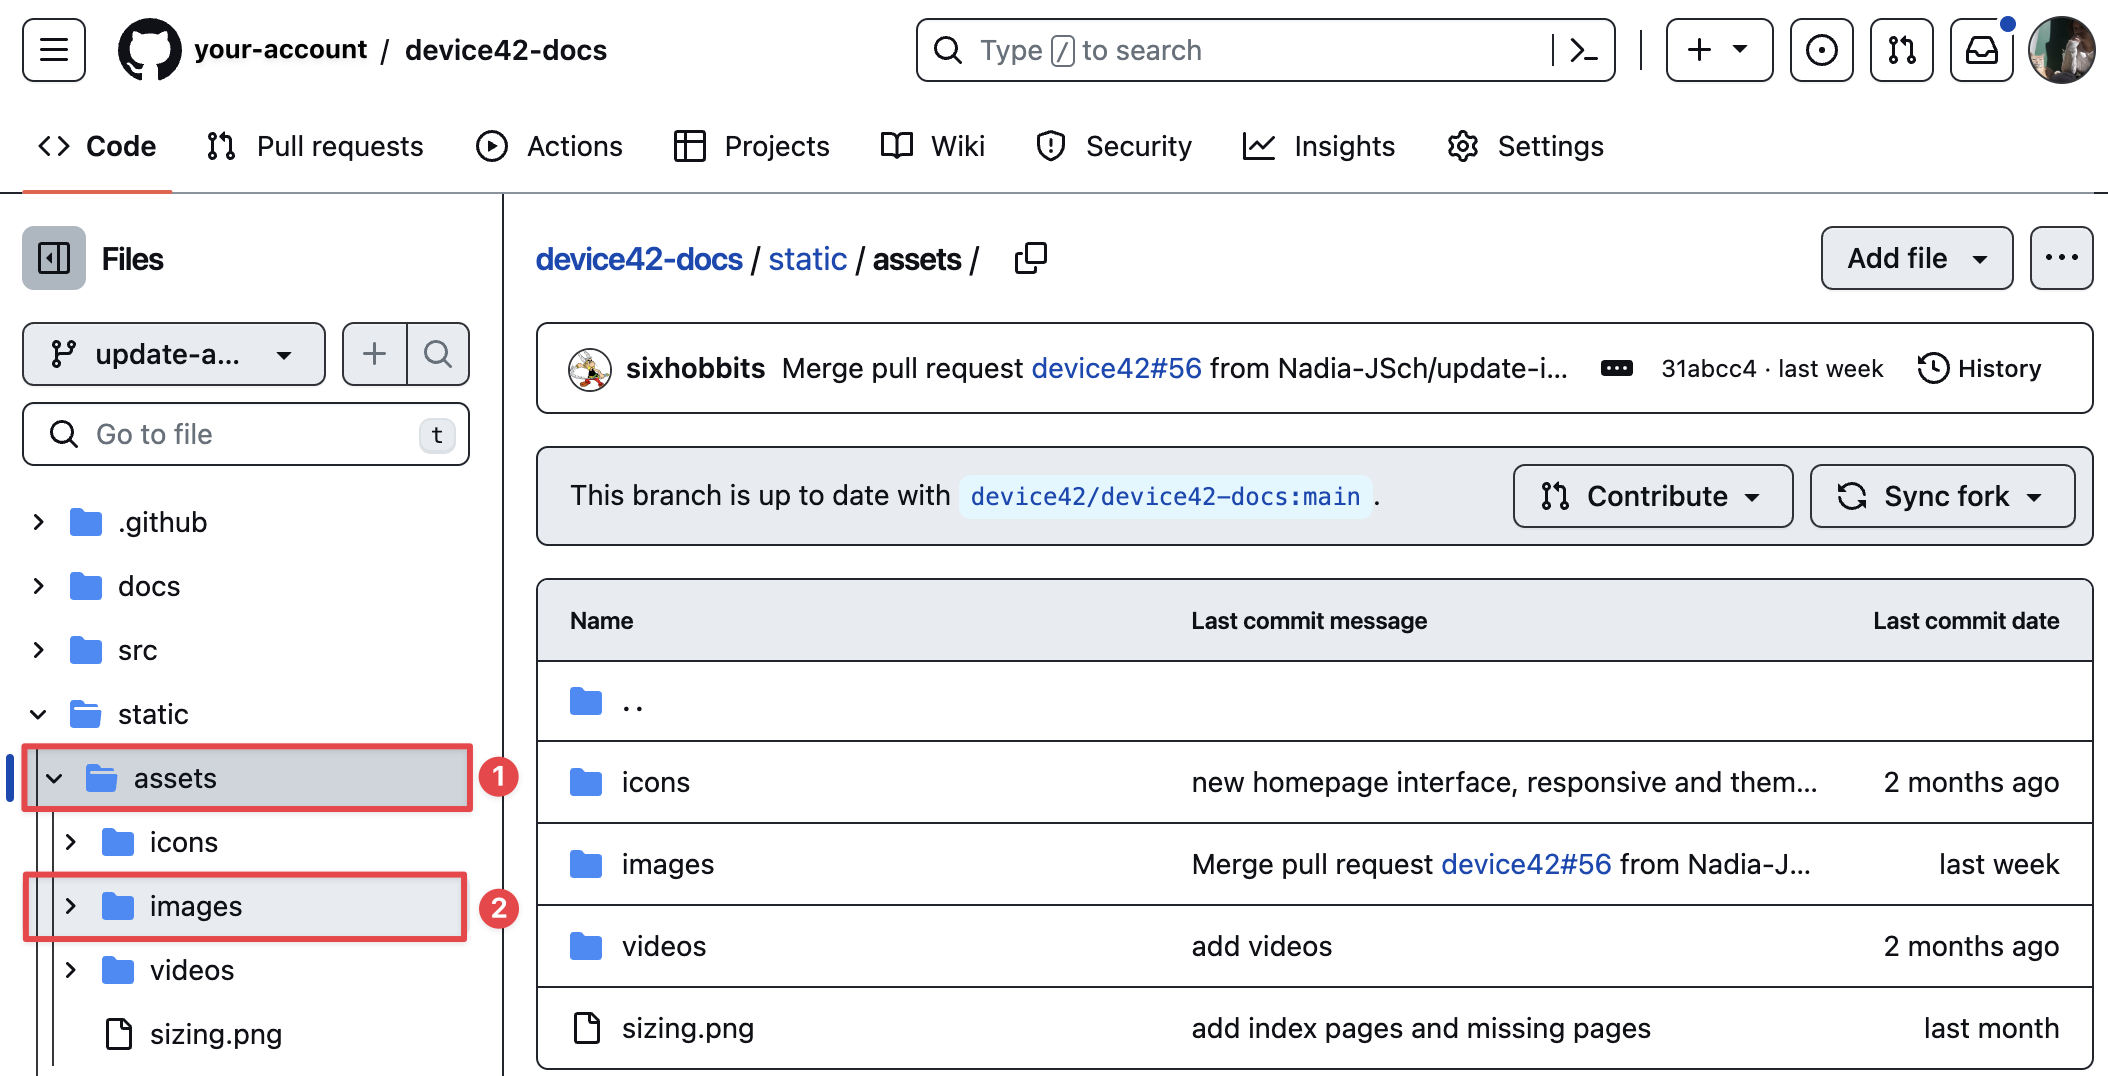 your-account / device42-docs
Type / to search
Code Pull requests Actions Projects Wiki Security Insights Settings
Files
update-a...
Go to file t
.github
docs
src
static
assets 1
icons
images 2
videos
sizing.png
device42-docs / static / assets /
Add file
sixhobbits Merge pull request device42#56 from Nadia-JSch/update-i... 31abcc4 · last week History
This branch is up to date with device42/device42-docs:main .
Contribute Sync fork
Name Last commit message Last commit date
..
icons new homepage interface, responsive and them... 2 months ago
images Merge pull request device42#56 from Nadia-J... last week
videos add videos 2 months ago
sizing.png add index pages and missing pages last month